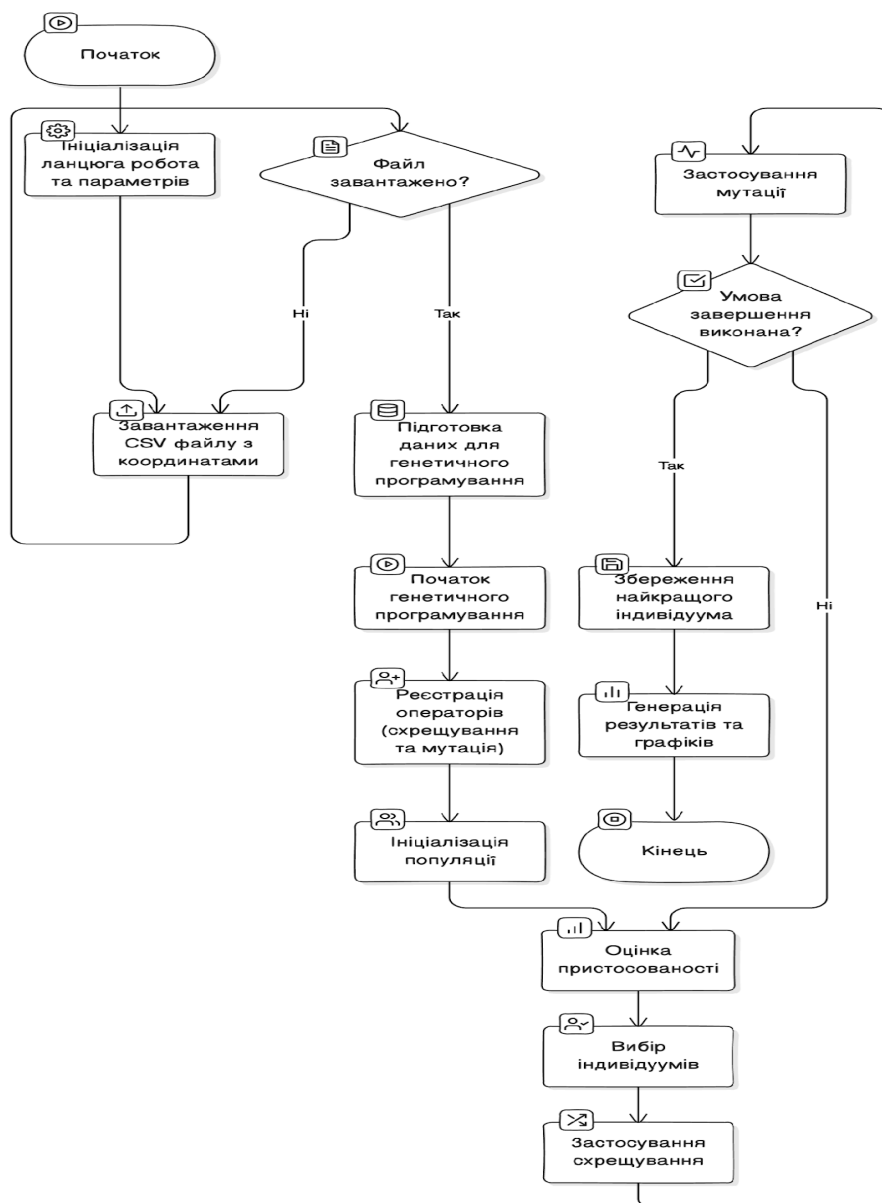 Початок
Ініціалізація
ланцюга робота
та параметрів
Файл
завантажено?
Ні
Так
Завантаження
CSV файлу з
координатами
Підготовка
даних для
генетичного
програмування
Початок
генетичного
програмування
Реєстрація
операторів
(схрещування
та мутація)
Ініціалізація
популяції
Застосування
мутації
Умова
завершення
виконана?
Так
Ні
Збереження
найкращого
індивідуума
Генерація
результатів та
графіків
Кінець
Оцінка
пристосованості
Вибір
індивідуумів
Застосування
схрещування